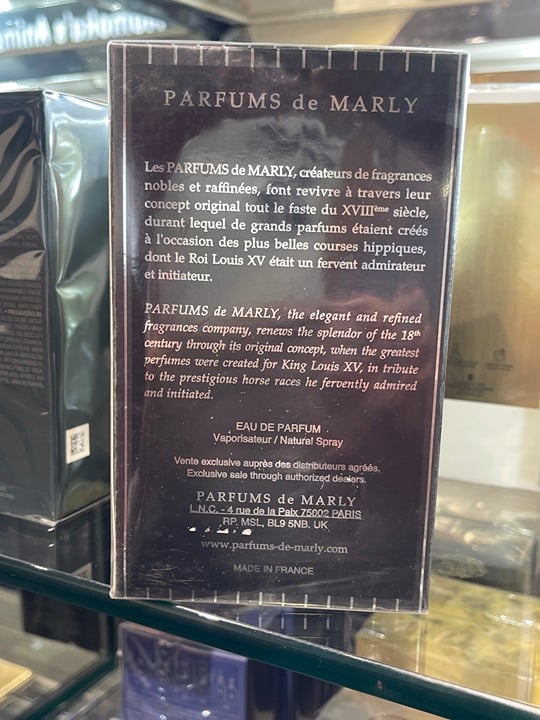 PARFUMS de MARLY
Les PARFUMS de MARLY, créateurs de fragrances
nobles et raffinées, font revivre à travers leur
concept original tout le faste du XVIIIème siècle,
durant lequel de grands parfums étaient créés
à l'occasion des plus belles courses hippiques,
dont le Roi Louis XV était un fervent admirateur
et initiateur.
PARFUMS de MARLY, the elegant and refined
fragrances company, renews the splendor of the 18th
century through its original concept, when the greatest
perfumes were created for King Louis XV, in tribute
to the prestigious horse races he fervently admired
and initiated.
EAU DE PARFUM
Vaporisateur / Natural Spray
Vente exclusive auprès des distributeurs agréés.
Exclusive sale through authorized dealers.
PARFUMS de MARLY
L.N.C. - 4 rue de la Paix 75002 PARIS
RP. MSL, BL9 5NB. UK
www.parfums-de-marly.com
MADE IN FRANCE